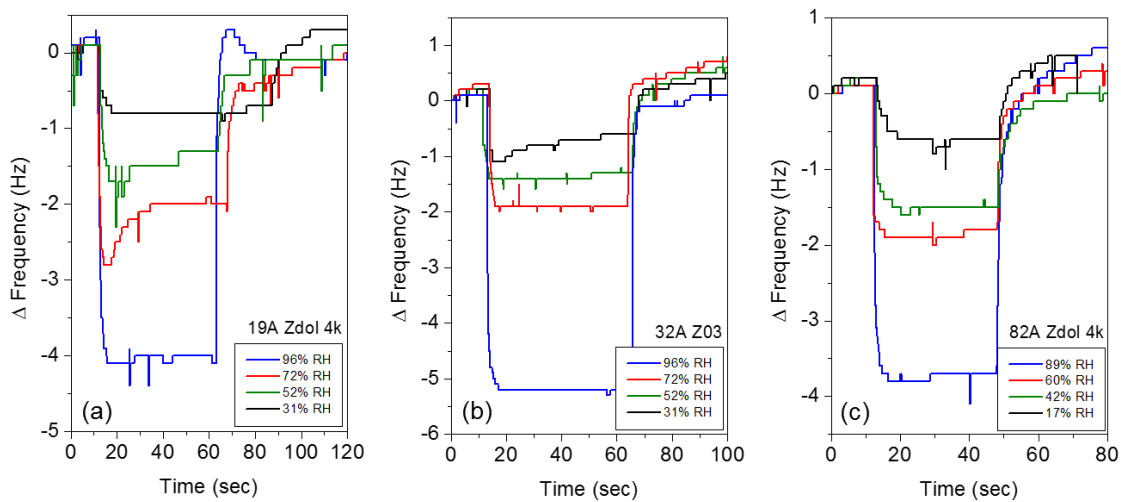 Δ Frequency (Hz)
0
-1
-2
-3
-4
-5
0 20 40 60 80 100 120
Time (sec)
19A Zdol 4k
96% RH
72% RH
52% RH
31% RH
(a)
Δ Frequency (Hz)
1
0
-1
-2
-3
-4
-5
-6
0 20 40 60 80 100
Time (sec)
32A Z03
96% RH
72% RH
52% RH
31% RH
(b)
Δ Frequency (Hz)
1
0
-1
-2
-3
-4
0 20 40 60 80
Time (sec)
82A Zdol 4k
89% RH
60% RH
42% RH
17% RH
(c)